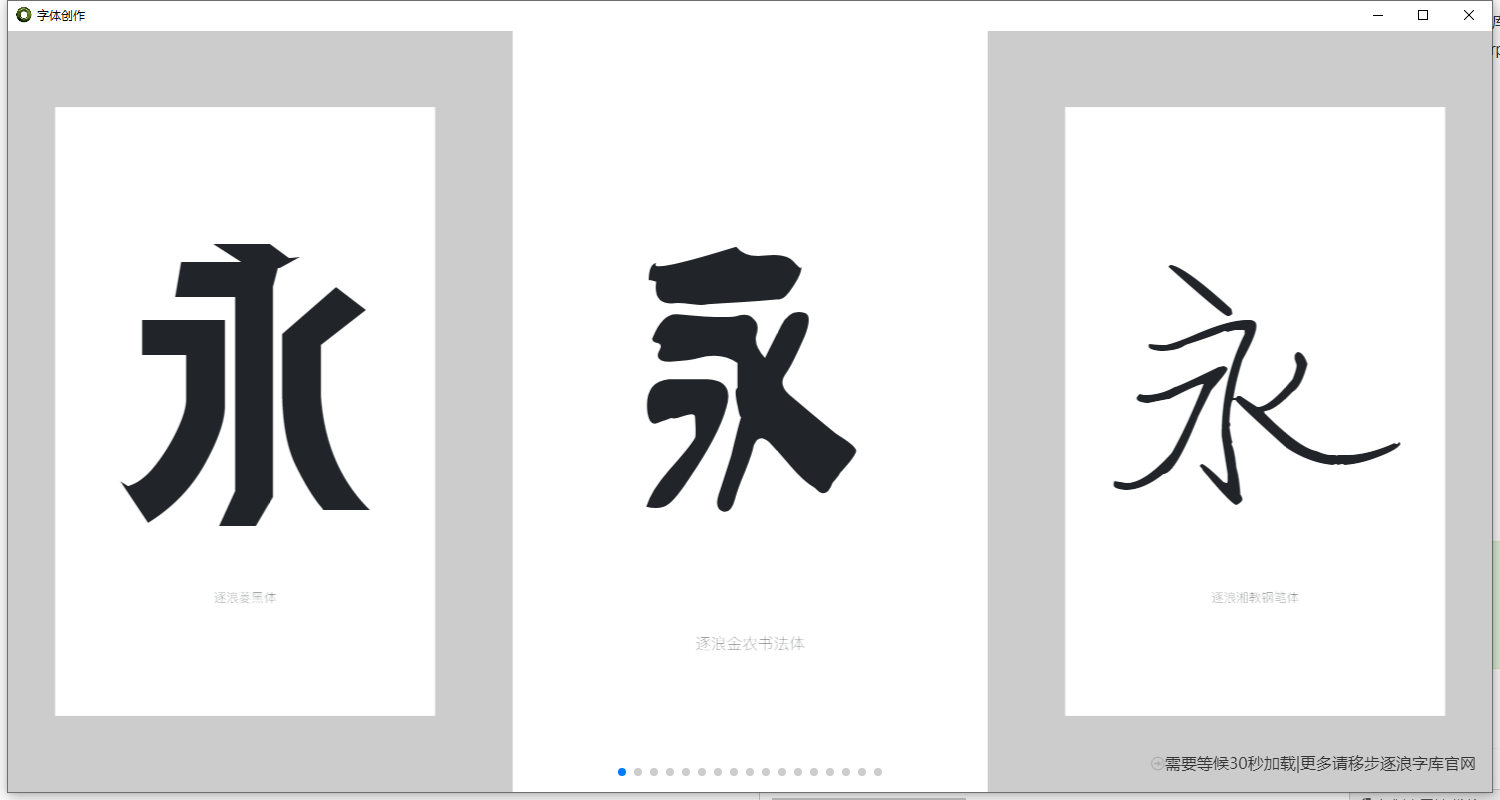 字体创作
永
永
永
逐浪菱黑体
逐浪金农书法体
逐浪湘教钢笔体
需要等候30秒加载|更多请移步逐浪字库官网